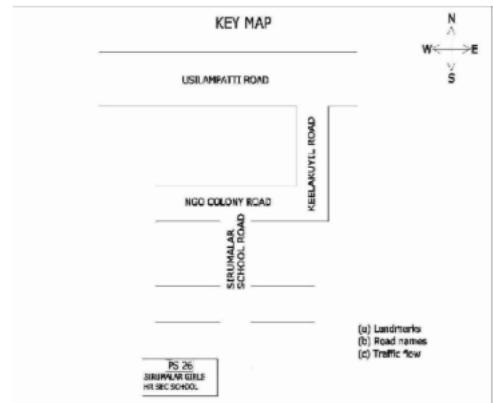 KEY MAP
N
W E
S
USILAMPATTI ROAD
KEELAKUYIL ROAD
NGO COLONY ROAD
SIRUMALAR
SCHOOL ROAD
(a) Landmarks
(b) Road names
(c) Traffic flow
PS 26
SIRUMALAR GIRLS
HR SEC SCHOOL